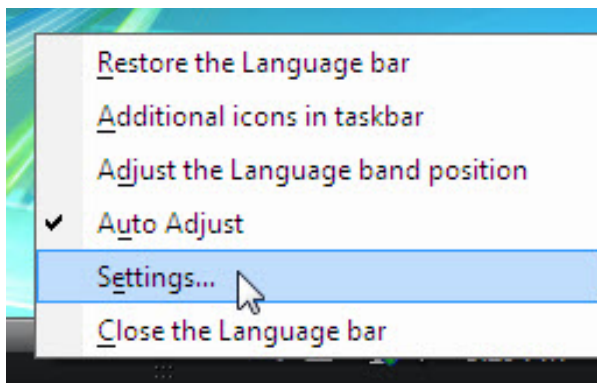 Restore the Language bar
Additional icons in taskbar
Adjust the Language band position
Auto Adjust
Settings...
Close the Language bar